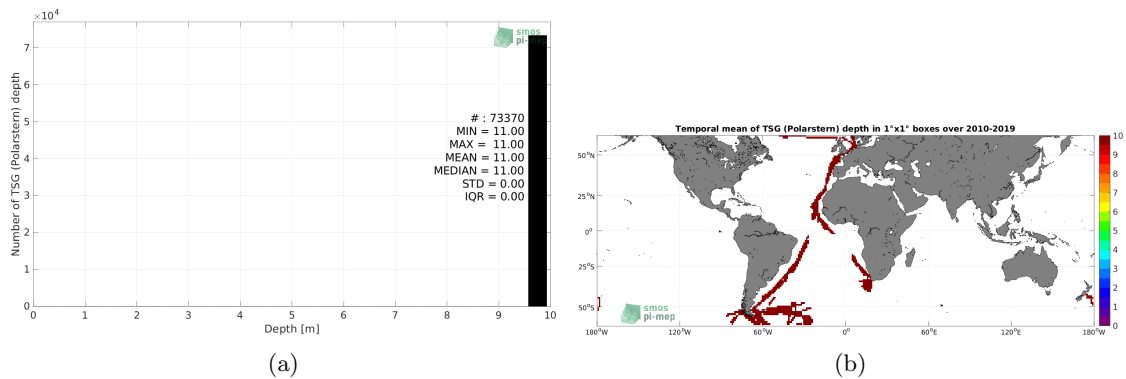 ×10⁴
7
6
5
4
3
2
1
0
Number of TSG (Polarstern) depth
smos
pi-mep
# : 73370
MIN = 11.00
MAX = 11.00
MEAN = 11.00
MEDIAN = 11.00
STD = 0.00
IQR = 0.00
0 1 2 3 4 5 6 7 8 9 10
Depth [m]
(a)
Temporal mean of TSG (Polarstern) depth in 1°x1° boxes over 2010-2019
50°N
25°N
0°
25°S
50°S
smos
pi-mep
180°W 120°W 60°W 0° 60°E 120°E 180°W
10
9
8
7
6
5
4
3
2
1
0
(b)